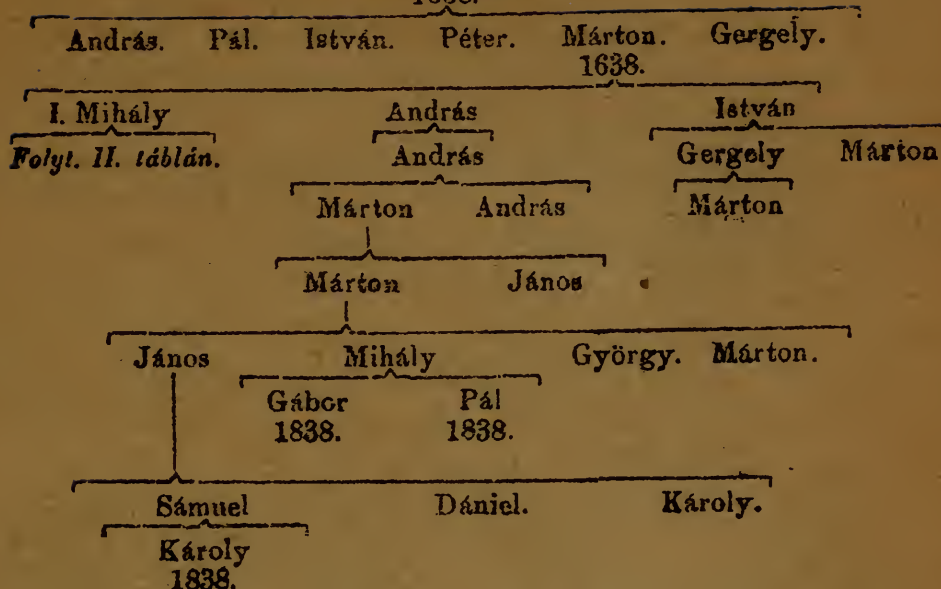 András. Pál. István. Péter. Márton. Gergely.
1638.
I. Mihály András István
Folyt. II. táblán. András Gergely Márton
Márton András Márton
Márton János
János Mihály György. Márton.
Gábor Pál
1838. 1838.
Sámuel Dániel. Károly.
Károly
1838.